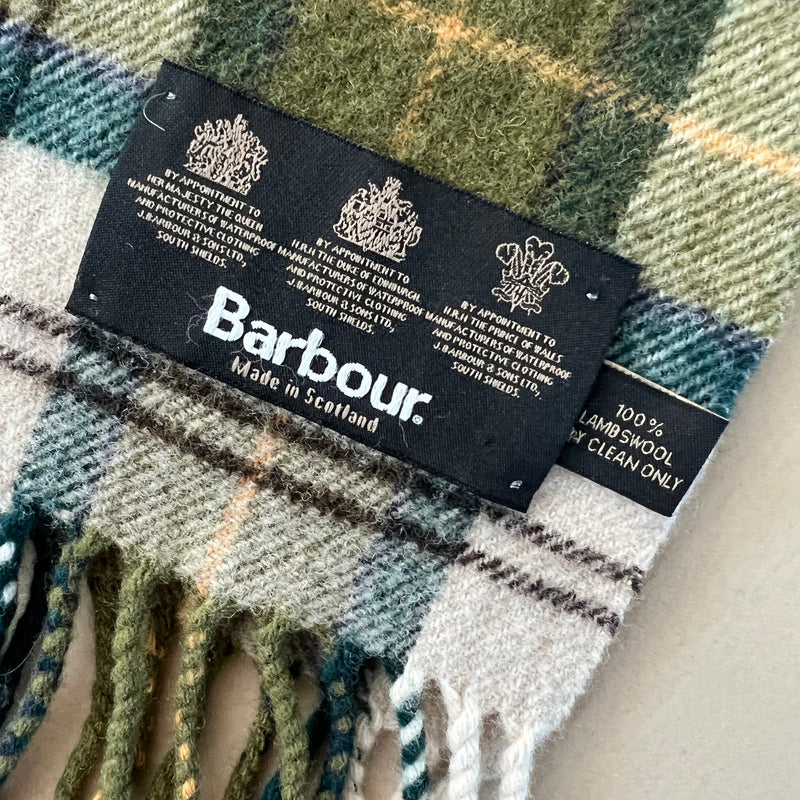 BY APPOINTMENT TO
HER MAJESTY THE QUEEN
MANUFACTURERS OF WATERPROOF
AND PROTECTIVE CLOTHING
J. BARBOUR & SONS LTD.,
SOUTH SHIELDS.
BY APPOINTMENT TO
H.R.H THE DUKE OF EDINBURGH
MANUFACTURERS OF WATERPROOF
AND PROTECTIVE CLOTHING
J. BARBOUR & SONS LTD.,
SOUTH SHIELDS.
BY APPOINTMENT TO
H.R.H THE PRINCE OF WALES
MANUFACTURERS OF WATERPROOF
AND PROTECTIVE CLOTHING
J. BARBOUR & SONS LTD.,
SOUTH SHIELDS.
Barbour
Made in Scotland
100%
LAMBSWOOL
CLEAN ONLY